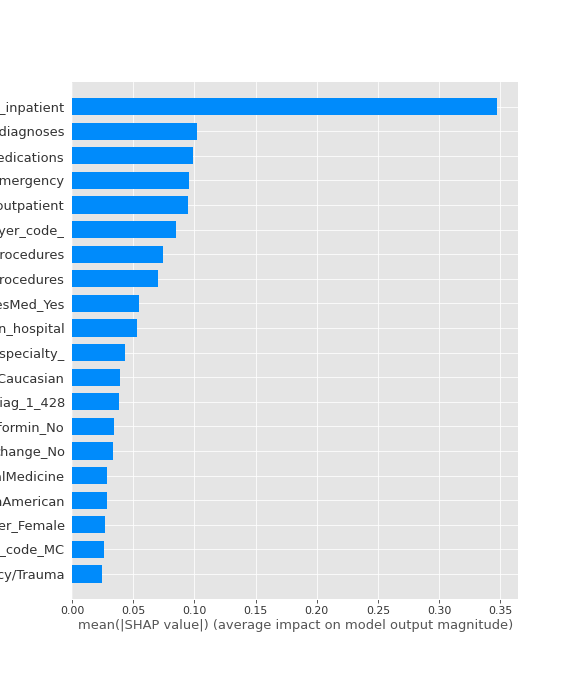 _inpatient
diagnoses
edications
mergency
outpatient
yer_code_
rocedures
rocedures
esMed_Yes
n_hospital
specialty_
Caucasian
iag_1_428
formin_No
hange_No
lMedicine
nAmerican
er_Female
_code_MC
cy/Trauma
0.00 0.05 0.10 0.15 0.20 0.25 0.30 0.35
mean(|SHAP value|) (average impact on model output magnitude)